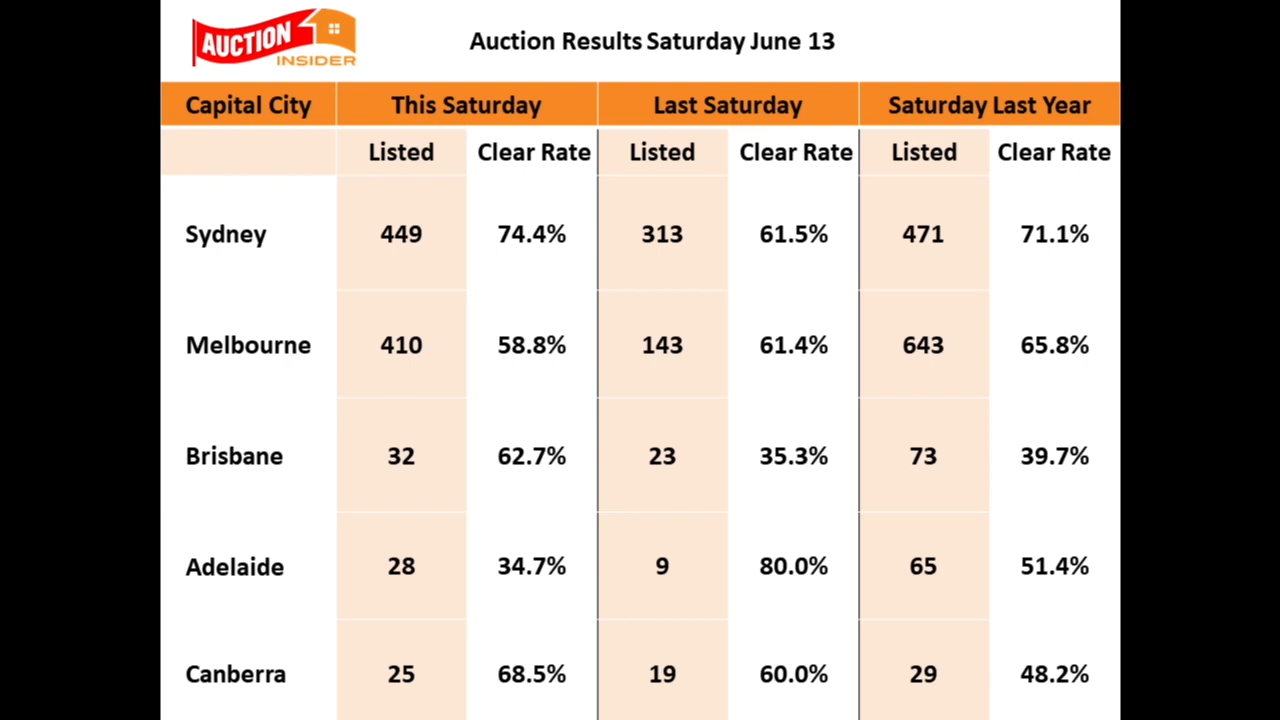 AUCTION
INSIDER
Auction Results Saturday June 13
Capital City This Saturday Last Saturday Saturday Last Year
Listed Clear Rate Listed Clear Rate Listed Clear Rate
Sydney 449 74.4% 313 61.5% 471 71.1%
Melbourne 410 58.8% 143 61.4% 643 65.8%
Brisbane 32 62.7% 23 35.3% 73 39.7%
Adelaide 28 34.7% 9 80.0% 65 51.4%
Canberra 25 68.5% 19 60.0% 29 48.2%